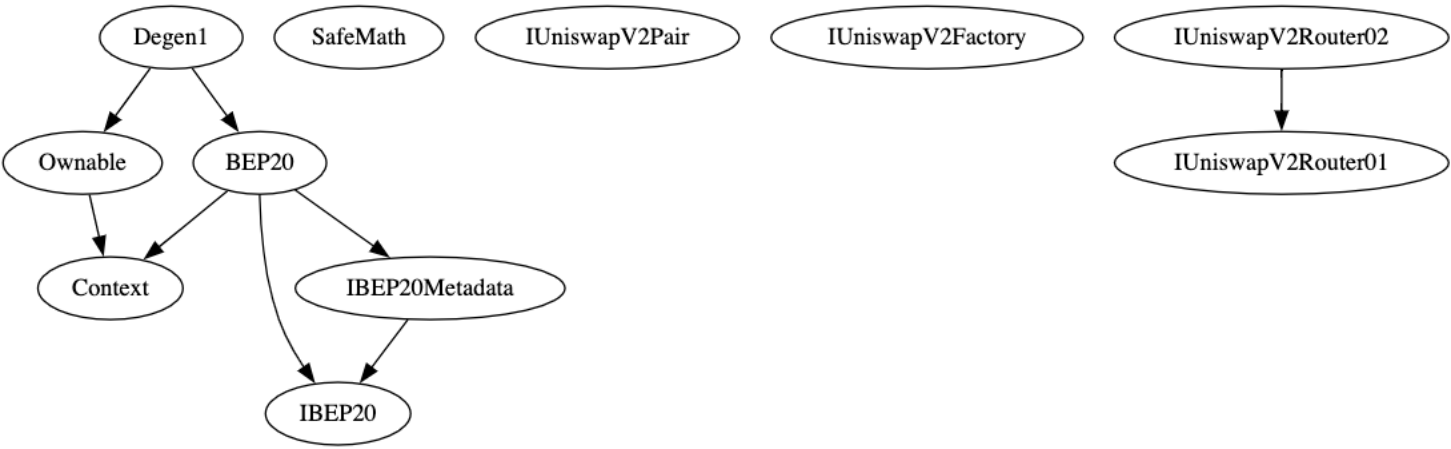 Degen1
SafeMath
IUniswapV2Pair
IUniswapV2Factory
IUniswapV2Router02
Ownable
BEP20
IUniswapV2Router01
Context
IBEP20Metadata
IBEP20